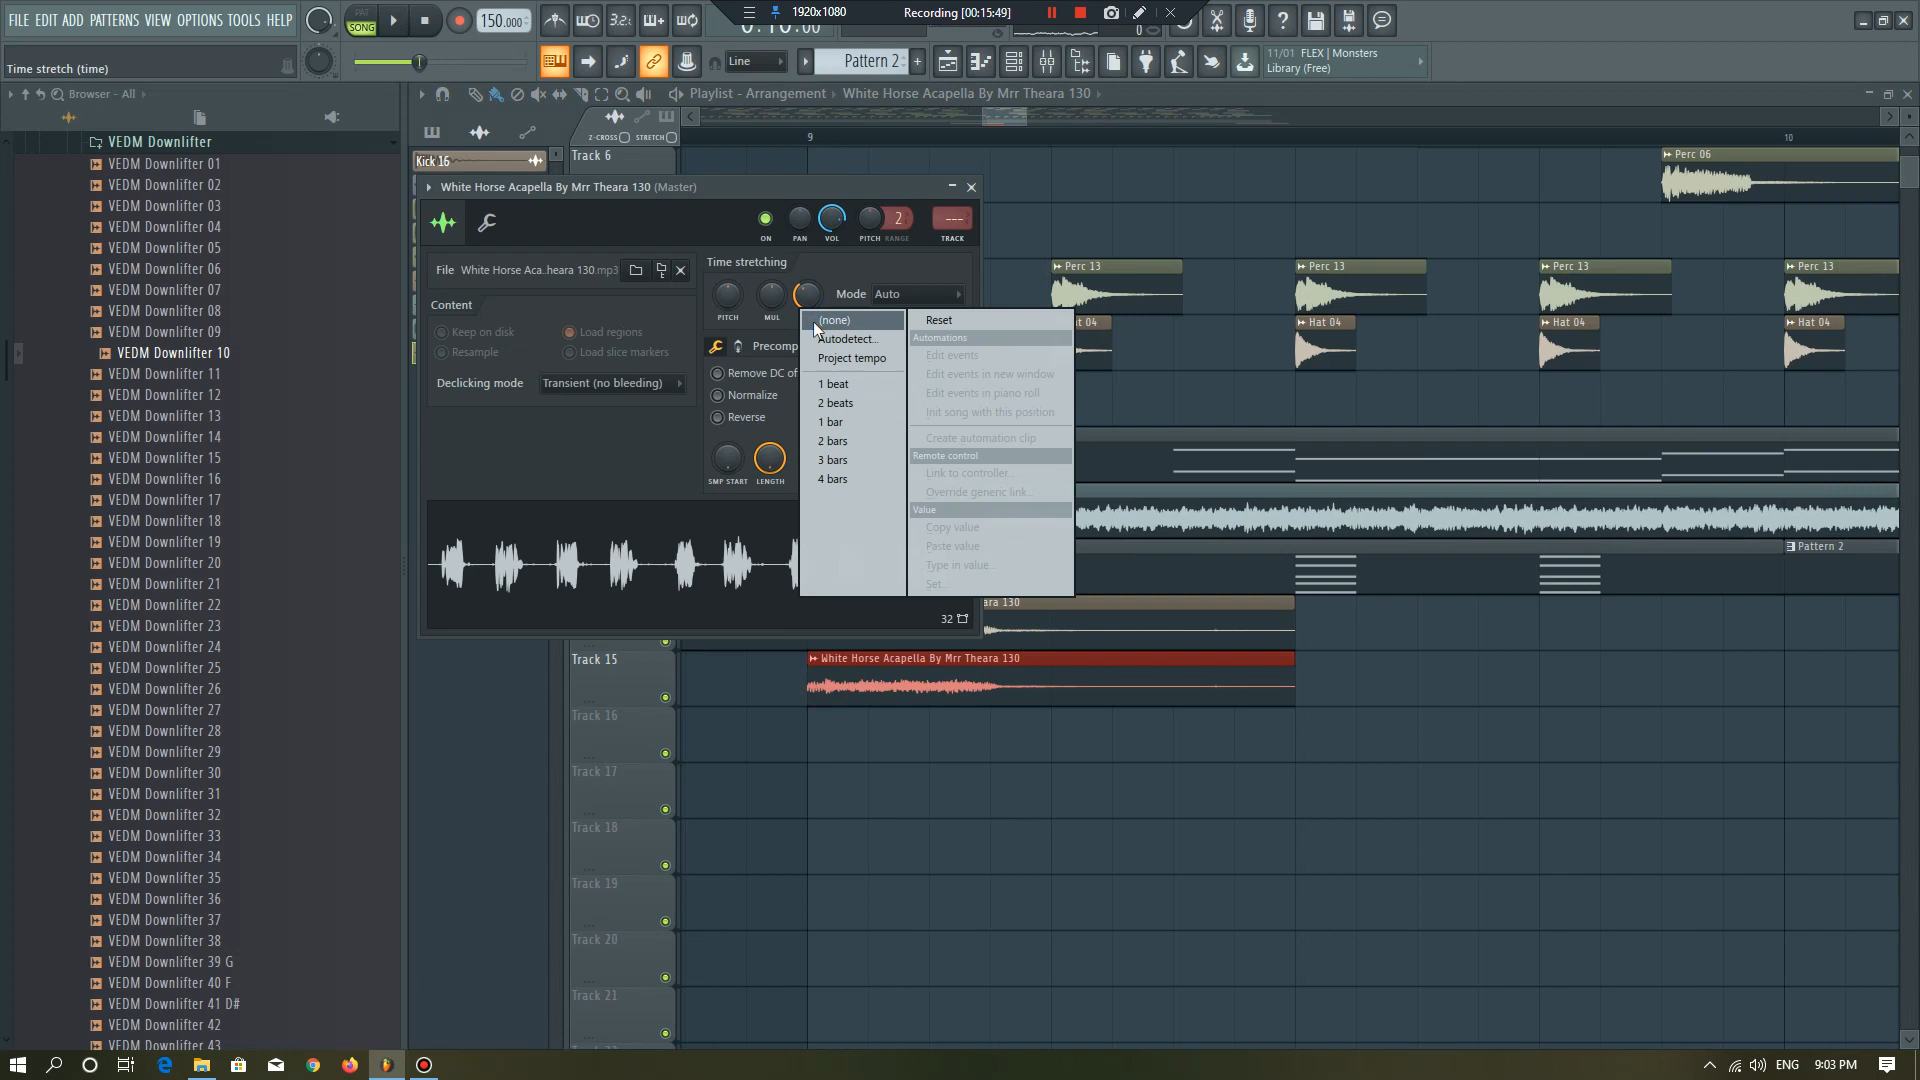 FILE EDIT ADD PATTERNS VIEW OPTIONS TOOLS HELP
PAT
SONG
150.000
3.2.
1920x1080
Recording [00:15:49]
0:10:00
0
Time stretch (time)
Line
Pattern 2
11/01 FLEX | Monsters
Library (Free)
Browser - All
Playlist - Arrangement
White Horse Acapella By Mrr Theara 130
Z-CROSS
STRETCH
9
10
VEDM Downlifter
VEDM Downlifter 01
VEDM Downlifter 02
VEDM Downlifter 03
VEDM Downlifter 04
VEDM Downlifter 05
VEDM Downlifter 06
VEDM Downlifter 07
VEDM Downlifter 08
VEDM Downlifter 09
VEDM Downlifter 10
VEDM Downlifter 11
VEDM Downlifter 12
VEDM Downlifter 13
VEDM Downlifter 14
VEDM Downlifter 15
VEDM Downlifter 16
VEDM Downlifter 17
VEDM Downlifter 18
VEDM Downlifter 19
VEDM Downlifter 20
VEDM Downlifter 21
VEDM Downlifter 22
VEDM Downlifter 23
VEDM Downlifter 24
VEDM Downlifter 25
VEDM Downlifter 26
VEDM Downlifter 27
VEDM Downlifter 28
VEDM Downlifter 29
VEDM Downlifter 30
VEDM Downlifter 31
VEDM Downlifter 32
VEDM Downlifter 33
VEDM Downlifter 34
VEDM Downlifter 35
VEDM Downlifter 36
VEDM Downlifter 37
VEDM Downlifter 38
VEDM Downlifter 39 G
VEDM Downlifter 40 F
VEDM Downlifter 41 D#
VEDM Downlifter 42
VEDM Downlifter 43
Kick 16
Track 6
Perc 06
White Horse Acapella By Mrr Theara 130 (Master)
2
---
ON
PAN
VOL
PITCH RANGE
TRACK
File
White Horse Aca..heara 130.mp3
Content
Keep on disk
Load regions
Resample
Load slice markers
Declicking mode
Transient (no bleeding)
Time stretching
Mode
Auto
PITCH
MUL
Precomp
Remove DC of
Normalize
Reverse
SMP START
LENGTH
32
(none)
Autodetect...
Project tempo
1 beat
2 beats
1 bar
2 bars
3 bars
4 bars
Reset
Automations
Edit events
Edit events in new window
Edit events in piano roll
Init song with this position
Create automation clip
Remote control
Link to controller...
Override generic link...
Value
Copy value
Paste value
Type in value...
Set...
Perc 13
Perc 13
Perc 13
Perc 13
at 04
Hat 04
Hat 04
Hat 04
Pattern 2
ara 130
Track 15
White Horse Acapella By Mrr Theara 130
Track 16
Track 17
Track 18
Track 19
Track 20
Track 21
ENG
9:03 PM